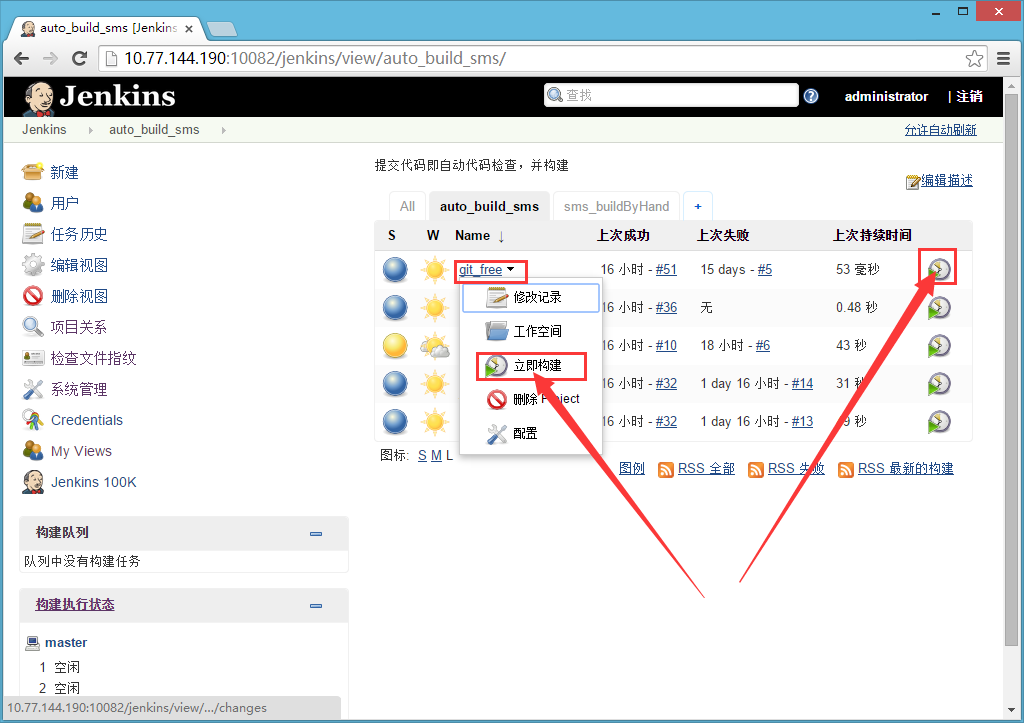 auto_build_sms [Jenkins
10.77.144.190:10082/jenkins/view/auto_build_sms/
Jenkins
查找
administrator | 注销
Jenkins auto_build_sms
允许自动刷新
新建
用户
任务历史
编辑视图
删除视图
项目关系
检查文件指纹
系统管理
Credentials
My Views
Jenkins 100K
构建队列
队列中没有构建任务
构建执行状态
master
1 空闲
2 空闲
提交代码即自动代码检查，并构建
编辑描述
All auto_build_sms sms_buildByHand +
S W Name ↓ 上次成功 上次失败 上次持续时间
git_free 16 小时 - #51 15 days - #5 53 毫秒
16 小时 - #36 无 0.48 秒
16 小时 - #10 18 小时 - #6 43 秒
16 小时 - #32 1 day 16 小时 - #14 31 秒
16 小时 - #32 1 day 16 小时 - #13 秒
修改记录
工作空间
立即构建
删除 Project
配置
图标: S M L
图例 RSS 全部 RSS 失败 RSS 最新的构建
10.77.144.190:10082/jenkins/view/.../changes